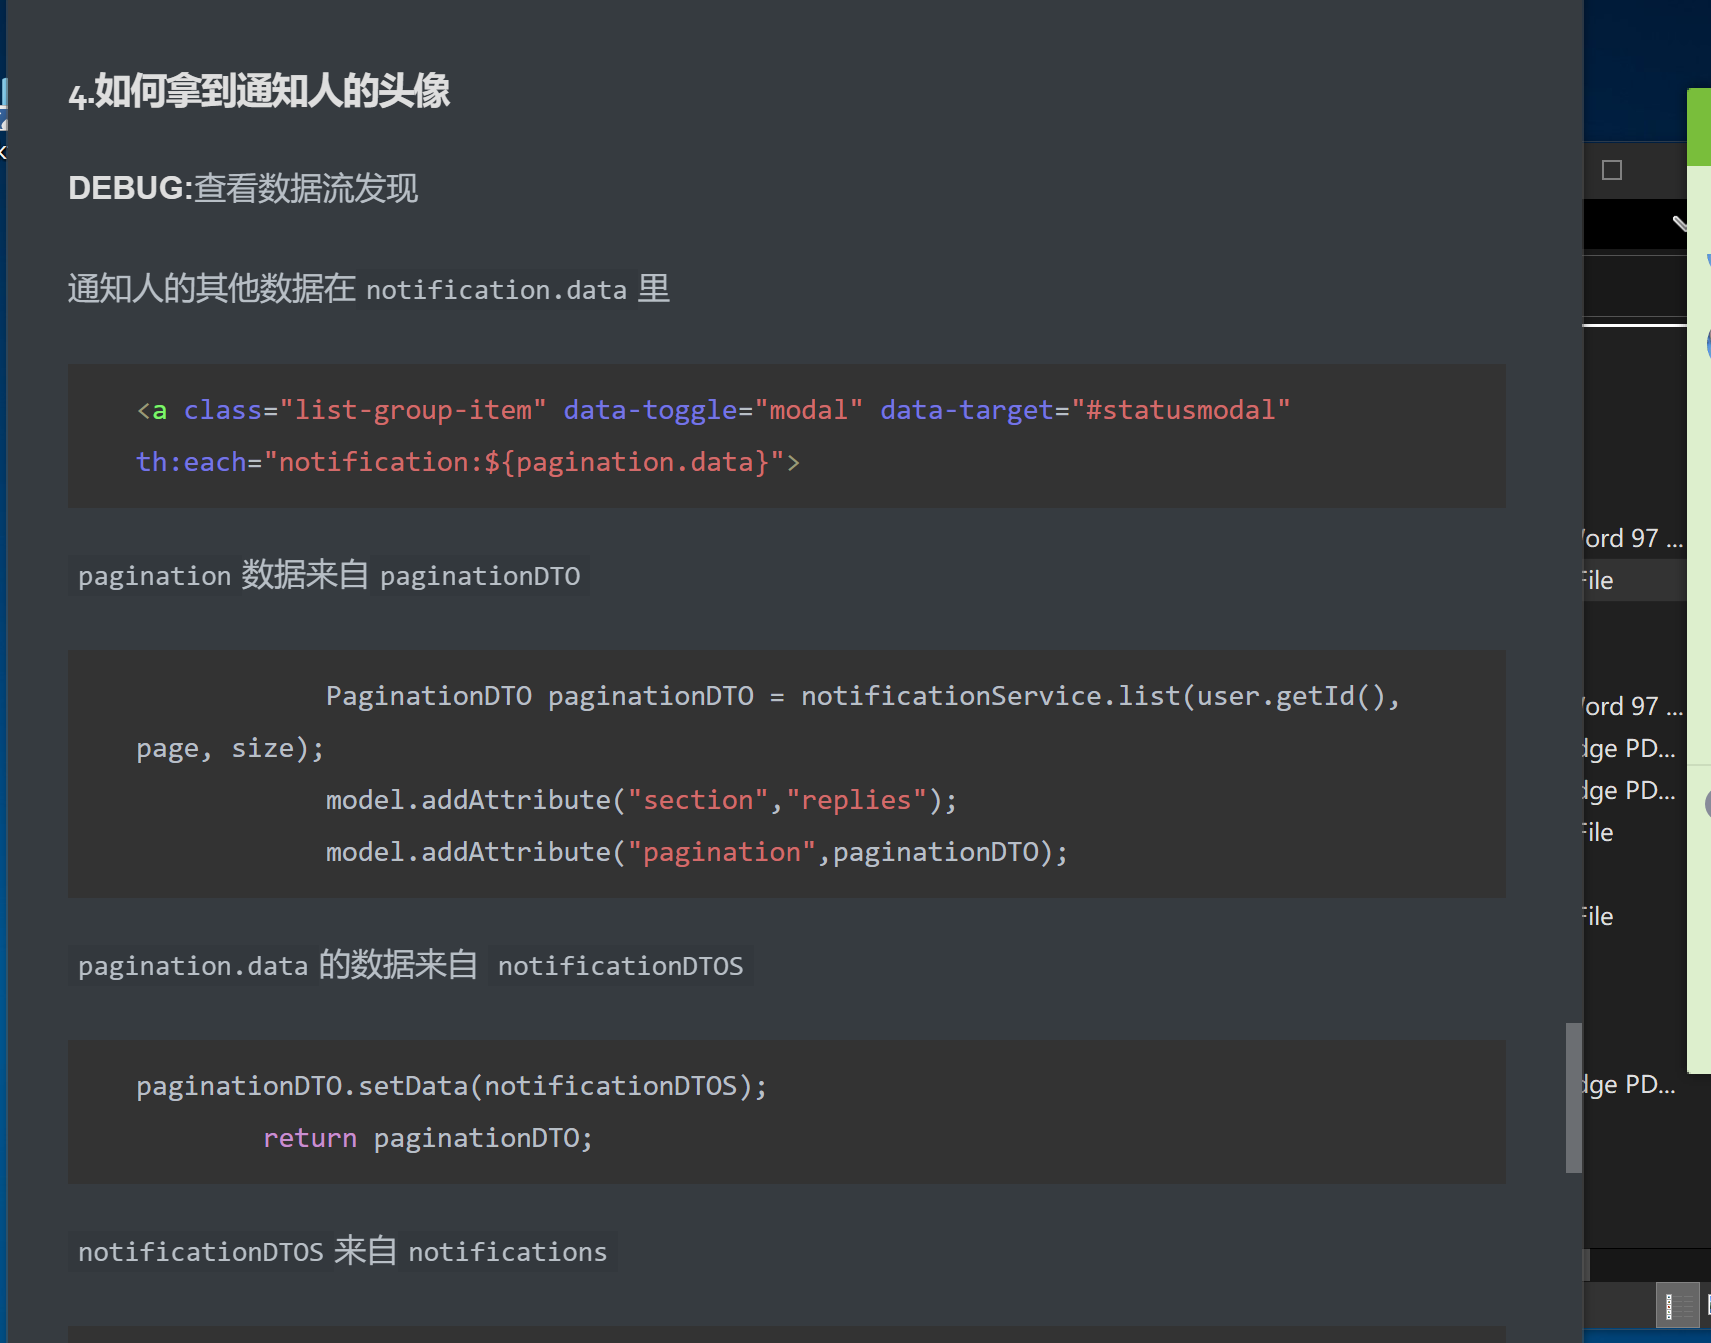 4.如何拿到通知人的头像
DEBUG:查看数据流发现
通知人的其他数据在 notification.data 里
<a class="list-group-item" data-toggle="modal" data-target="#statusmodal"
th:each="notification:${pagination.data}">
pagination 数据来自 paginationDTO
PaginationDTO paginationDTO = notificationService.list(user.getId(),
page, size);
model.addAttribute("section","replies");
model.addAttribute("pagination",paginationDTO);
pagination.data 的数据来自 notificationDTOS
paginationDTO.setData(notificationDTOS);
return paginationDTO;
notificationDTOS 来自 notifications
ord 97 ...
File
ord 97 ...
dge PD...
dge PD...
File
File
dge PD...